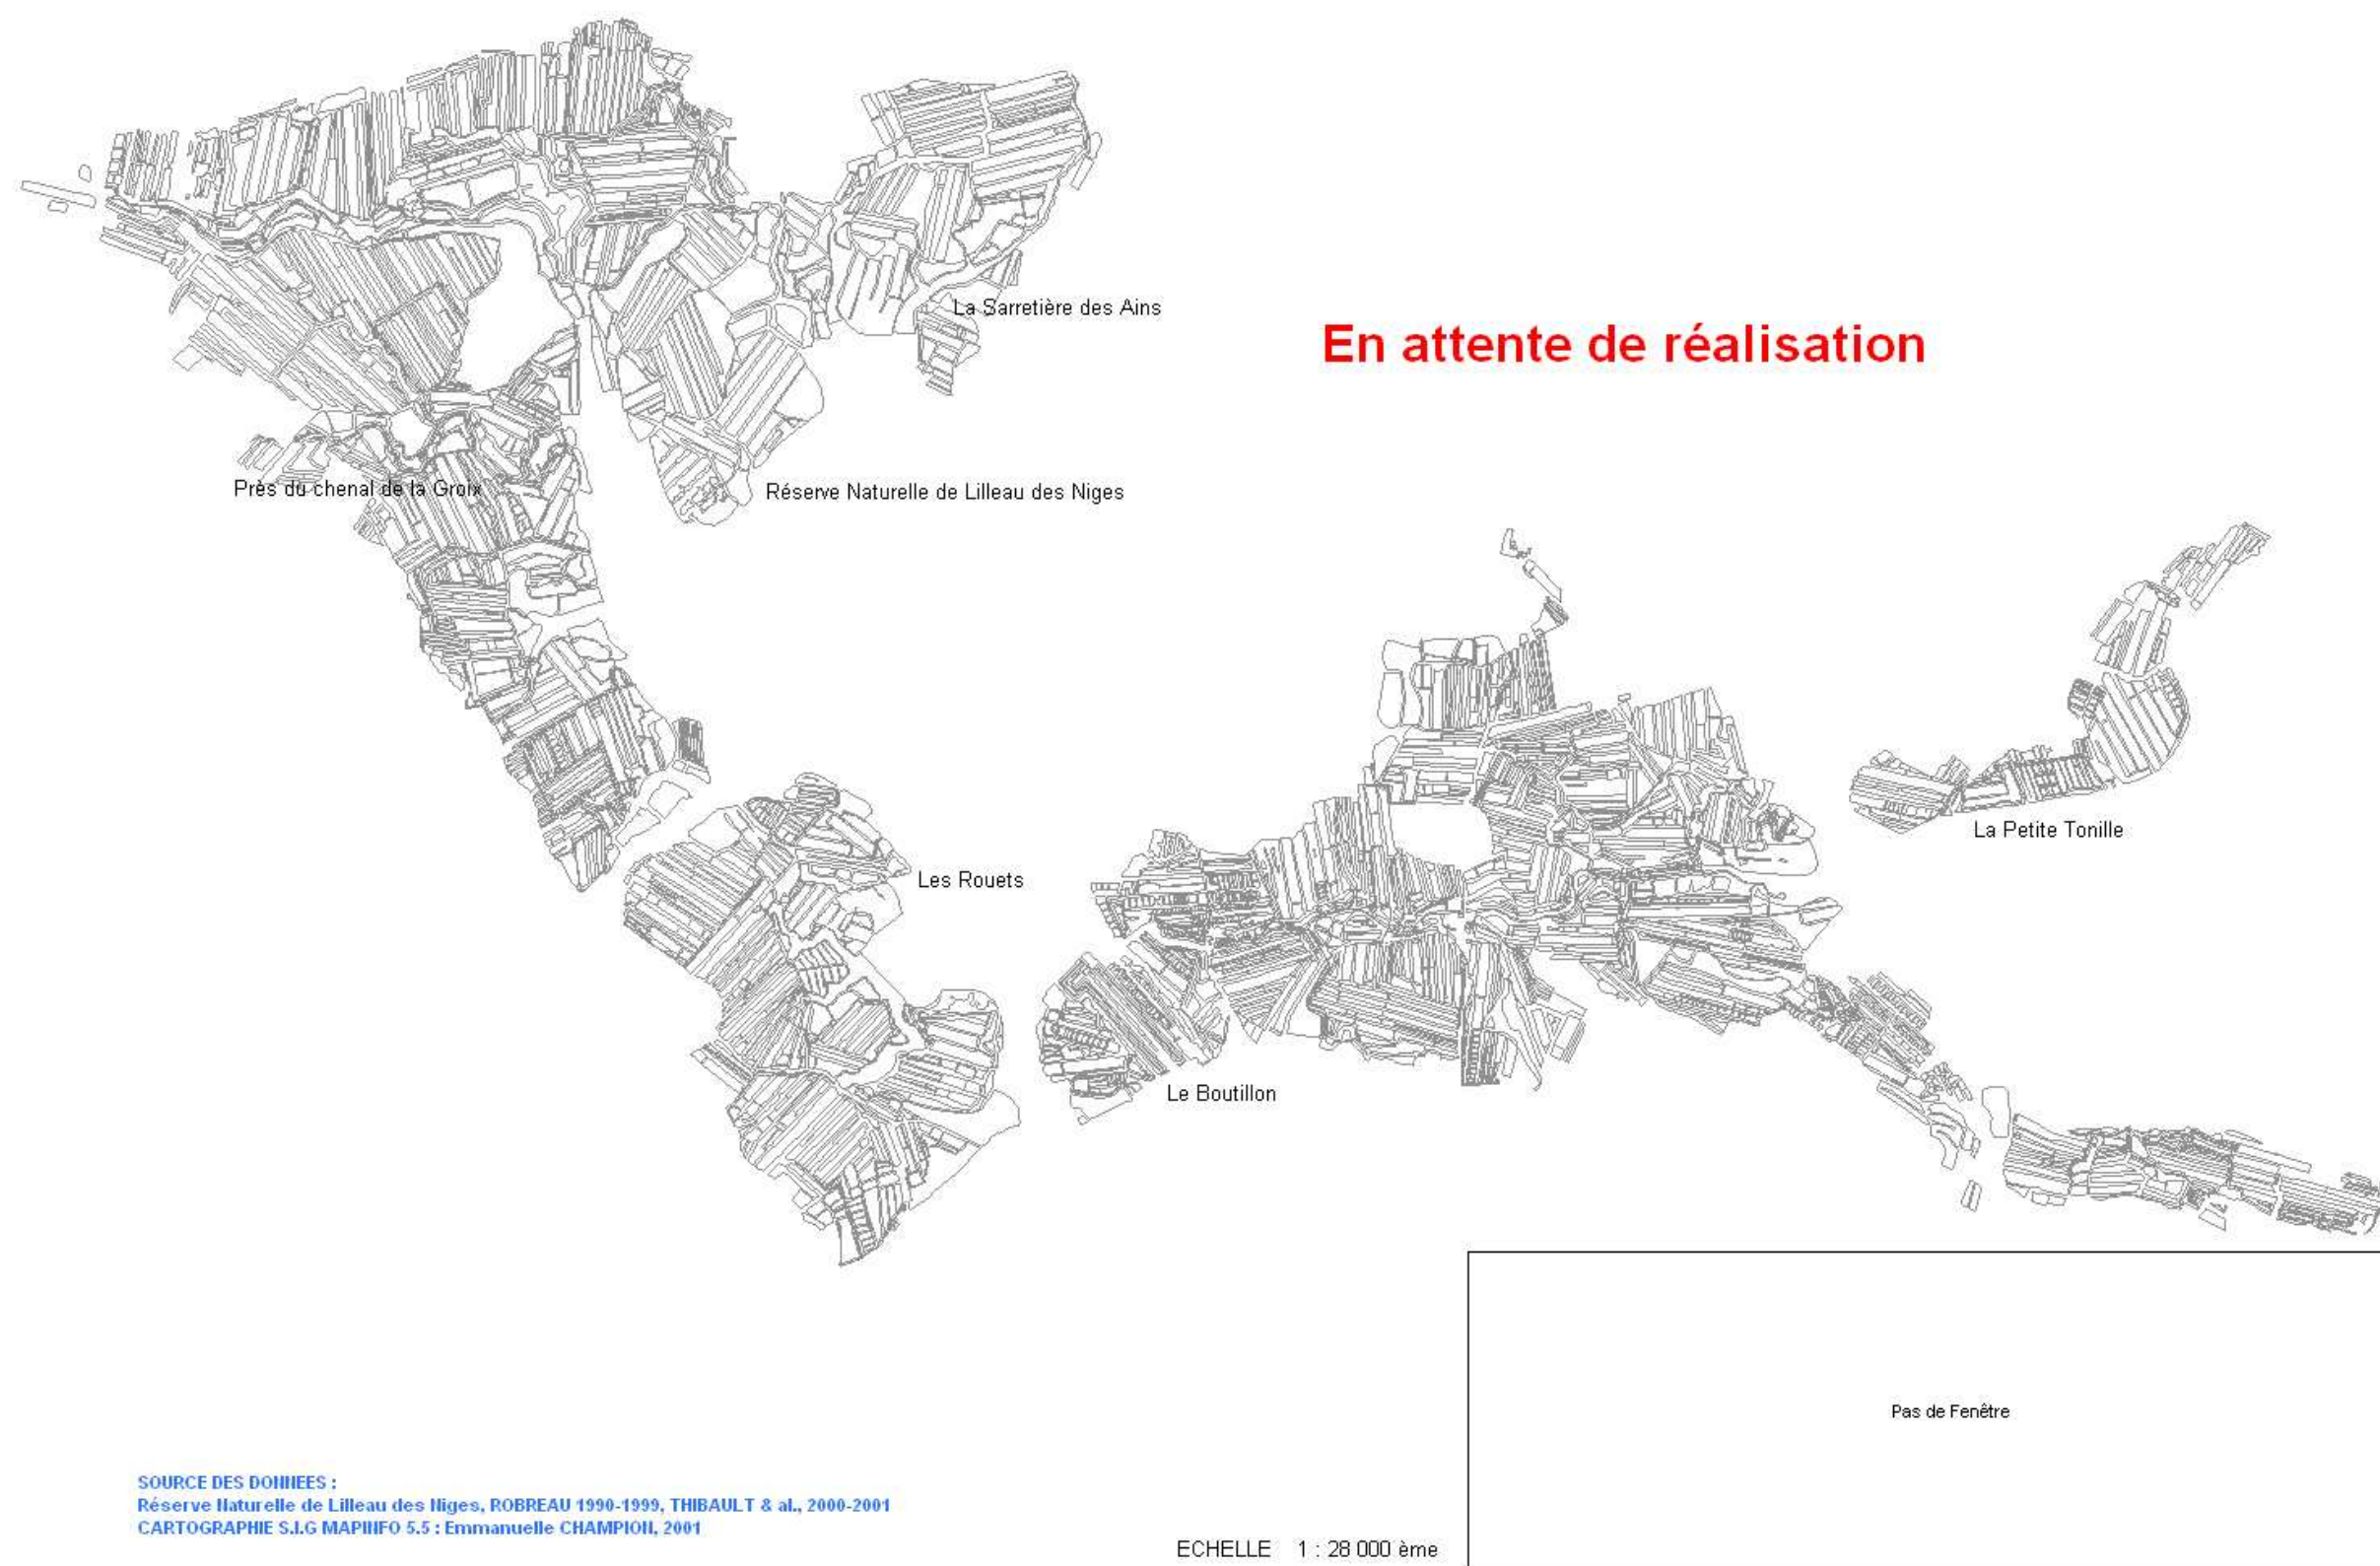 La Sarretière des Ains
En attente de réalisation
Près du chenal de la Groix
Réserve Naturelle de Lilleau des Niges
La Petite Tonille
Les Rouets
Le Boutillon
Pas de Fenêtre
SOURCE DES DONNEES :
Réserve Naturelle de Lilleau des Niges, ROBREAU 1990-1999, THIBAULT & al., 2000-2001
CARTOGRAPHIE S.I.G MAPINFO 5.5 : Emmanuelle CHAMPION, 2001
ECHELLE 1 : 28 000 ème